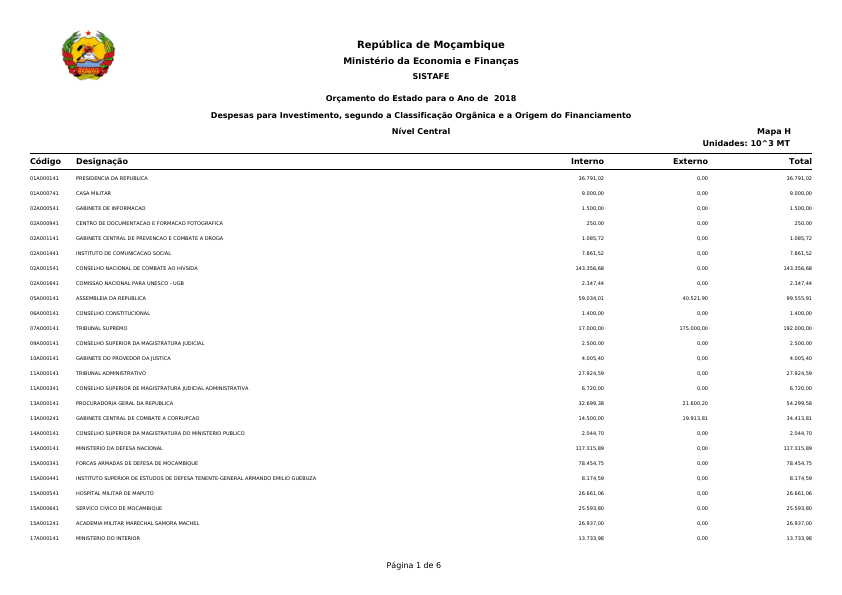 República de Moçambique
Ministério da Economia e Finanças
SISTAFE
Orçamento do Estado para o Ano de 2018
Despesas para Investimento, segundo a Classificação Orgânica e a Origem do Financiamento
Nível Central Mapa H
Unidades: 10^3 MT
Código Designação Interno Externo Total
01A000141 PRESIDENCIA DA REPUBLICA 36.791,02 0,00 36.791,02
01A000741 CASA MILITAR 9.000,00 0,00 9.000,00
02A000541 GABINETE DE INFORMACAO 1.500,00 0,00 1.500,00
02A000941 CENTRO DE DOCUMENTACAO E FORMACAO FOTOGRAFICA 250,00 0,00 250,00
02A001141 GABINETE CENTRAL DE PREVENCAO E COMBATE A DROGA 1.085,72 0,00 1.085,72
02A001441 INSTITUTO DE COMUNICACAO SOCIAL 7.861,52 0,00 7.861,52
02A001541 CONSELHO NACIONAL DE COMBATE AO HIVSIDA 143.356,68 0,00 143.356,68
02A001641 COMISSAO NACIONAL PARA UNESCO - UGB 2.347,44 0,00 2.347,44
05A000141 ASSEMBLEIA DA REPUBLICA 59.034,01 40.521,90 99.555,91
06A000141 CONSELHO CONSTITUCIONAL 1.400,00 0,00 1.400,00
07A000141 TRIBUNAL SUPREMO 17.000,00 175.000,00 192.000,00
09A000141 CONSELHO SUPERIOR DA MAGISTRATURA JUDICIAL 2.500,00 0,00 2.500,00
10A000141 GABINETE DO PROVEDOR DA JUSTICA 4.005,40 0,00 4.005,40
11A000141 TRIBUNAL ADMINISTRATIVO 27.924,59 0,00 27.924,59
11A000341 CONSELHO SUPERIOR DE MAGISTRATURA JUDICIAL ADMINISTRATIVA 6.720,00 0,00 6.720,00
13A000141 PROCURADORIA GERAL DA REPUBLICA 32.699,38 21.600,20 54.299,58
13A000241 GABINETE CENTRAL DE COMBATE A CORRUPCAO 14.500,00 19.913,81 34.413,81
14A000141 CONSELHO SUPERIOR DA MAGISTRATURA DO MINISTERIO PUBLICO 2.044,70 0,00 2.044,70
15A000141 MINISTERIO DA DEFESA NACIONAL 117.315,89 0,00 117.315,89
15A000341 FORCAS ARMADAS DE DEFESA DE MOCAMBIQUE 78.454,75 0,00 78.454,75
15A000441 INSTITUTO SUPERIOR DE ESTUDOS DE DEFESA TENENTE-GENERAL ARMANDO EMILIO GUEBUZA 8.174,59 0,00 8.174,59
15A000541 HOSPITAL MILITAR DE MAPUTO 26.661,06 0,00 26.661,06
15A000641 SERVICO CIVICO DE MOCAMBIQUE 25.593,80 0,00 25.593,80
15A001241 ACADEMIA MILITAR MARECHAL SAMORA MACHEL 26.937,00 0,00 26.937,00
17A000141 MINISTERIO DO INTERIOR 13.733,98 0,00 13.733,98
Página 1 de 6